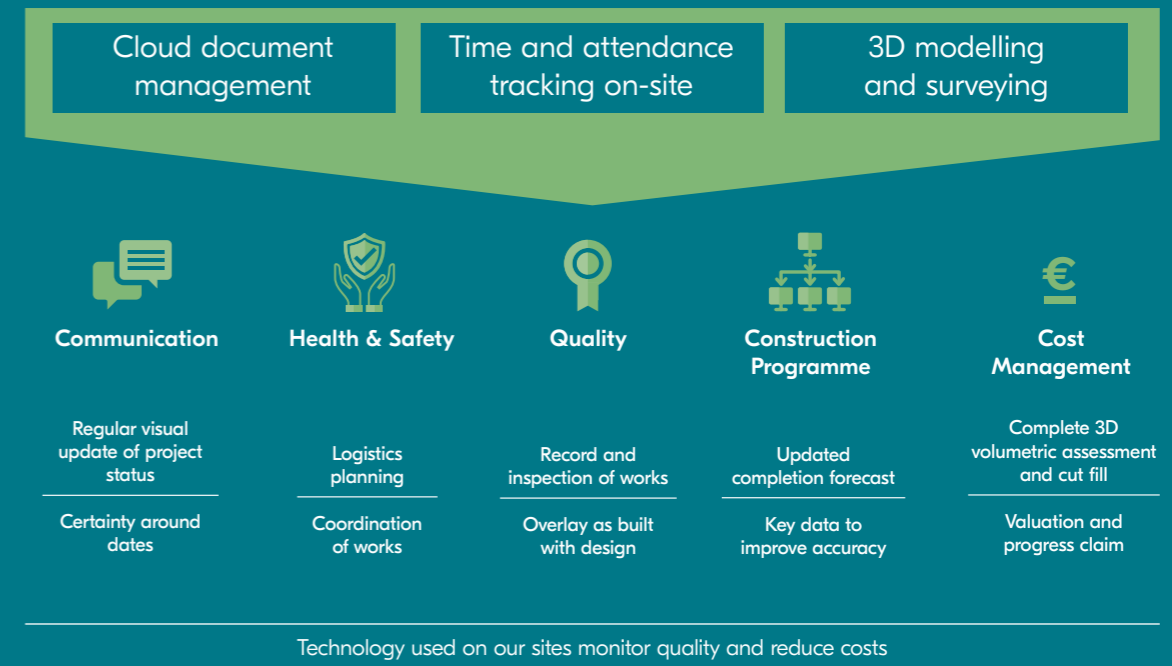 Cloud document
management
Time and attendance
tracking on-site
3D modelling
and surveying
Communication
Regular visual
update of project
status
Certainty around
dates
Health & Safety
Logistics
planning
Coordination
of works
Quality
Record and
inspection of works
Overlay as built
with design
Construction
Programme
Updated
completion forecast
Key data to
improve accuracy
€
Cost
Management
Complete 3D
volumetric assessment
and cut fill
Valuation and
progress claim
Technology used on our sites monitor quality and reduce costs